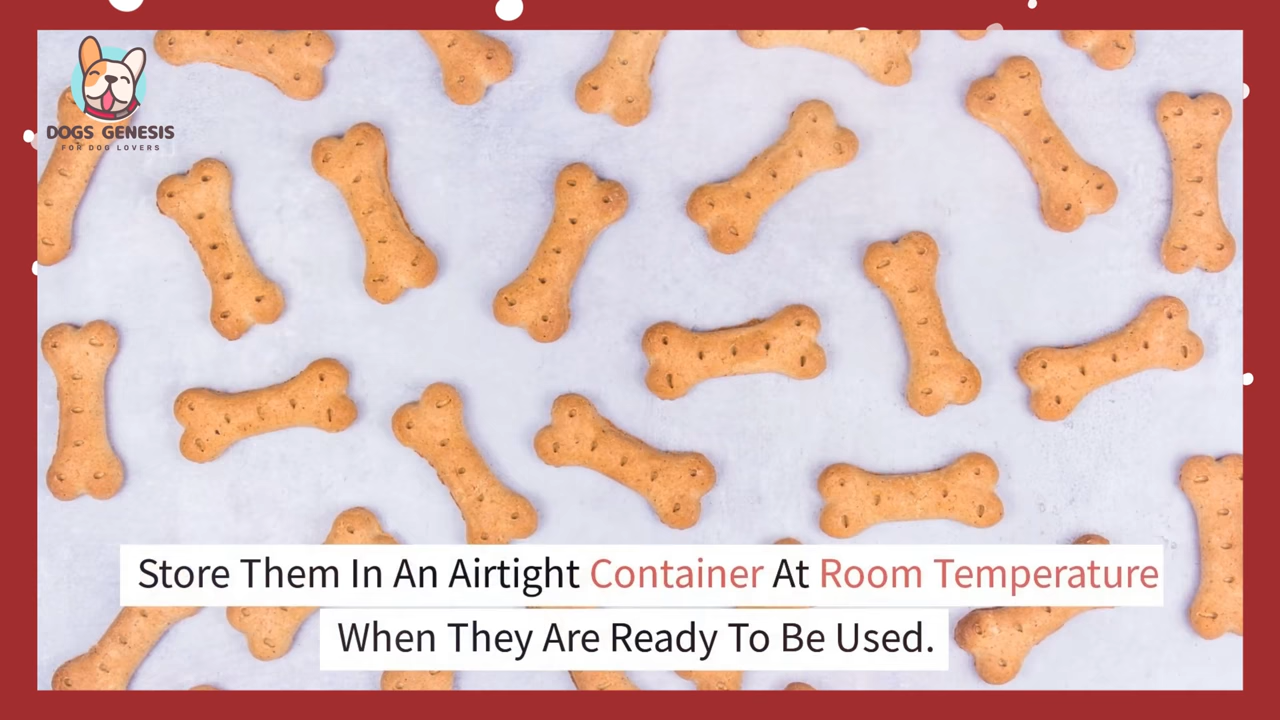 DOGS GENESIS
FOR DOG LOVERS
Store Them In An Airtight Container At Room Temperature
When They Are Ready To Be Used.